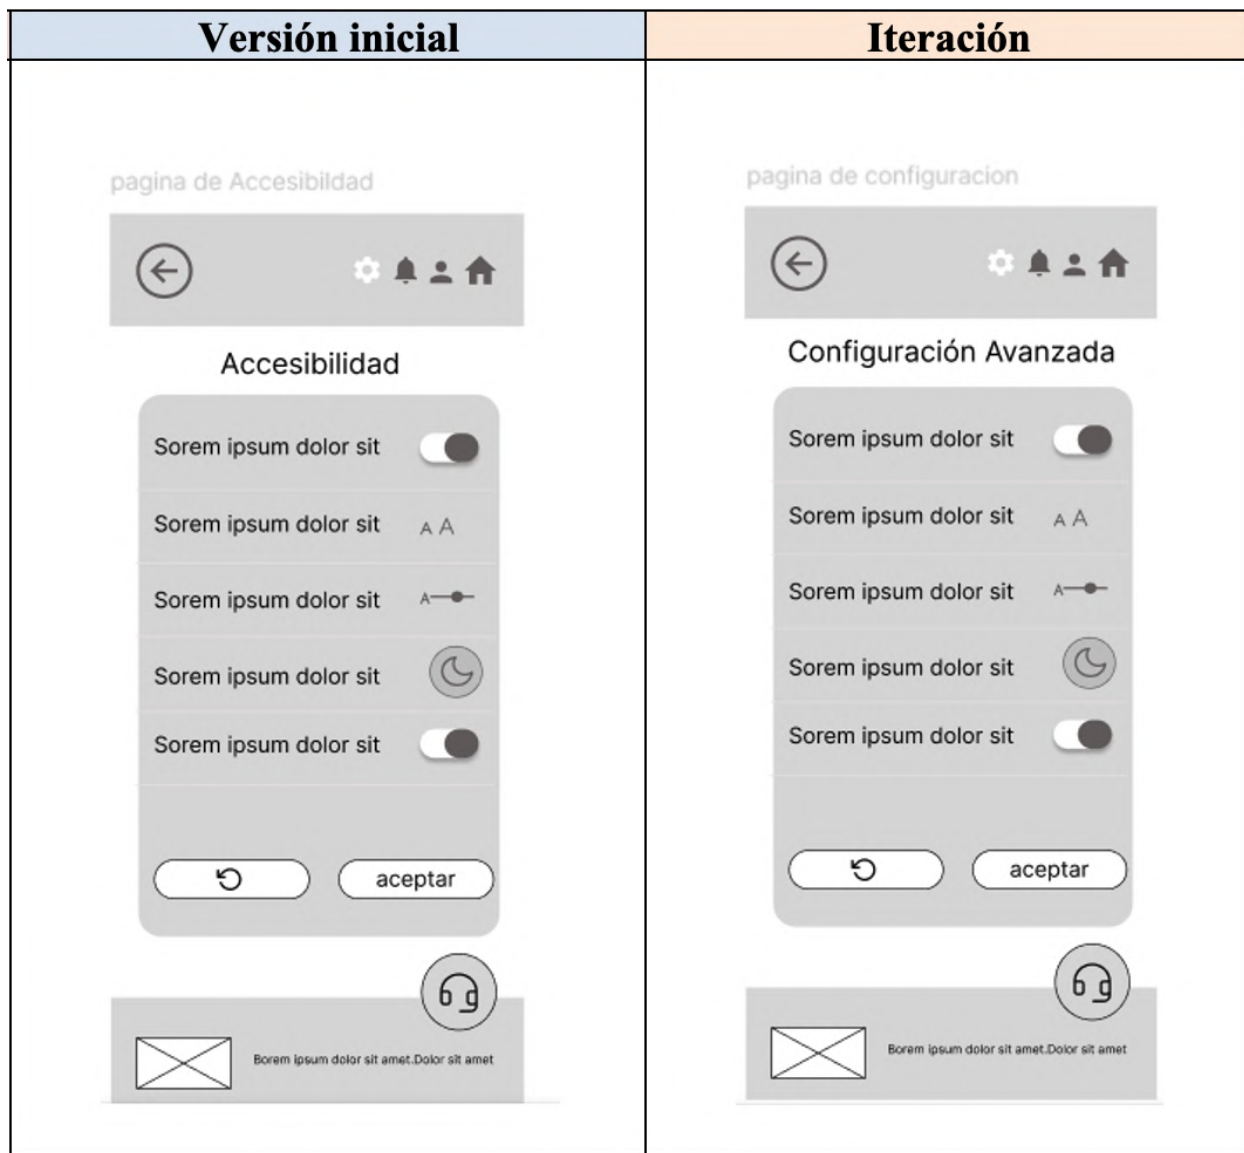 Versión inicial
Iteración
pagina de Accesibildad
Accesibilidad
Sorem ipsum dolor sit
Sorem ipsum dolor sit
A A
Sorem ipsum dolor sit
A
Sorem ipsum dolor sit
Sorem ipsum dolor sit
aceptar
Borem ipsum dolor sit amet.Dolor sit amet
pagina de configuracion
Configuración Avanzada
Sorem ipsum dolor sit
Sorem ipsum dolor sit
A A
Sorem ipsum dolor sit
A
Sorem ipsum dolor sit
Sorem ipsum dolor sit
aceptar
Borem ipsum dolor sit amet.Dolor sit amet